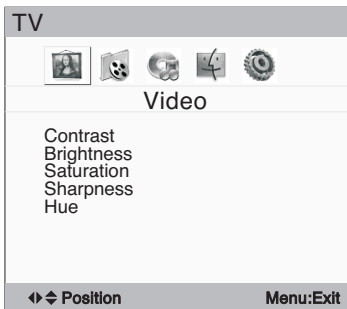 TV
Video
Contrast
Brightness
Saturation
Sharpness
Hue
Position Menu:Exit